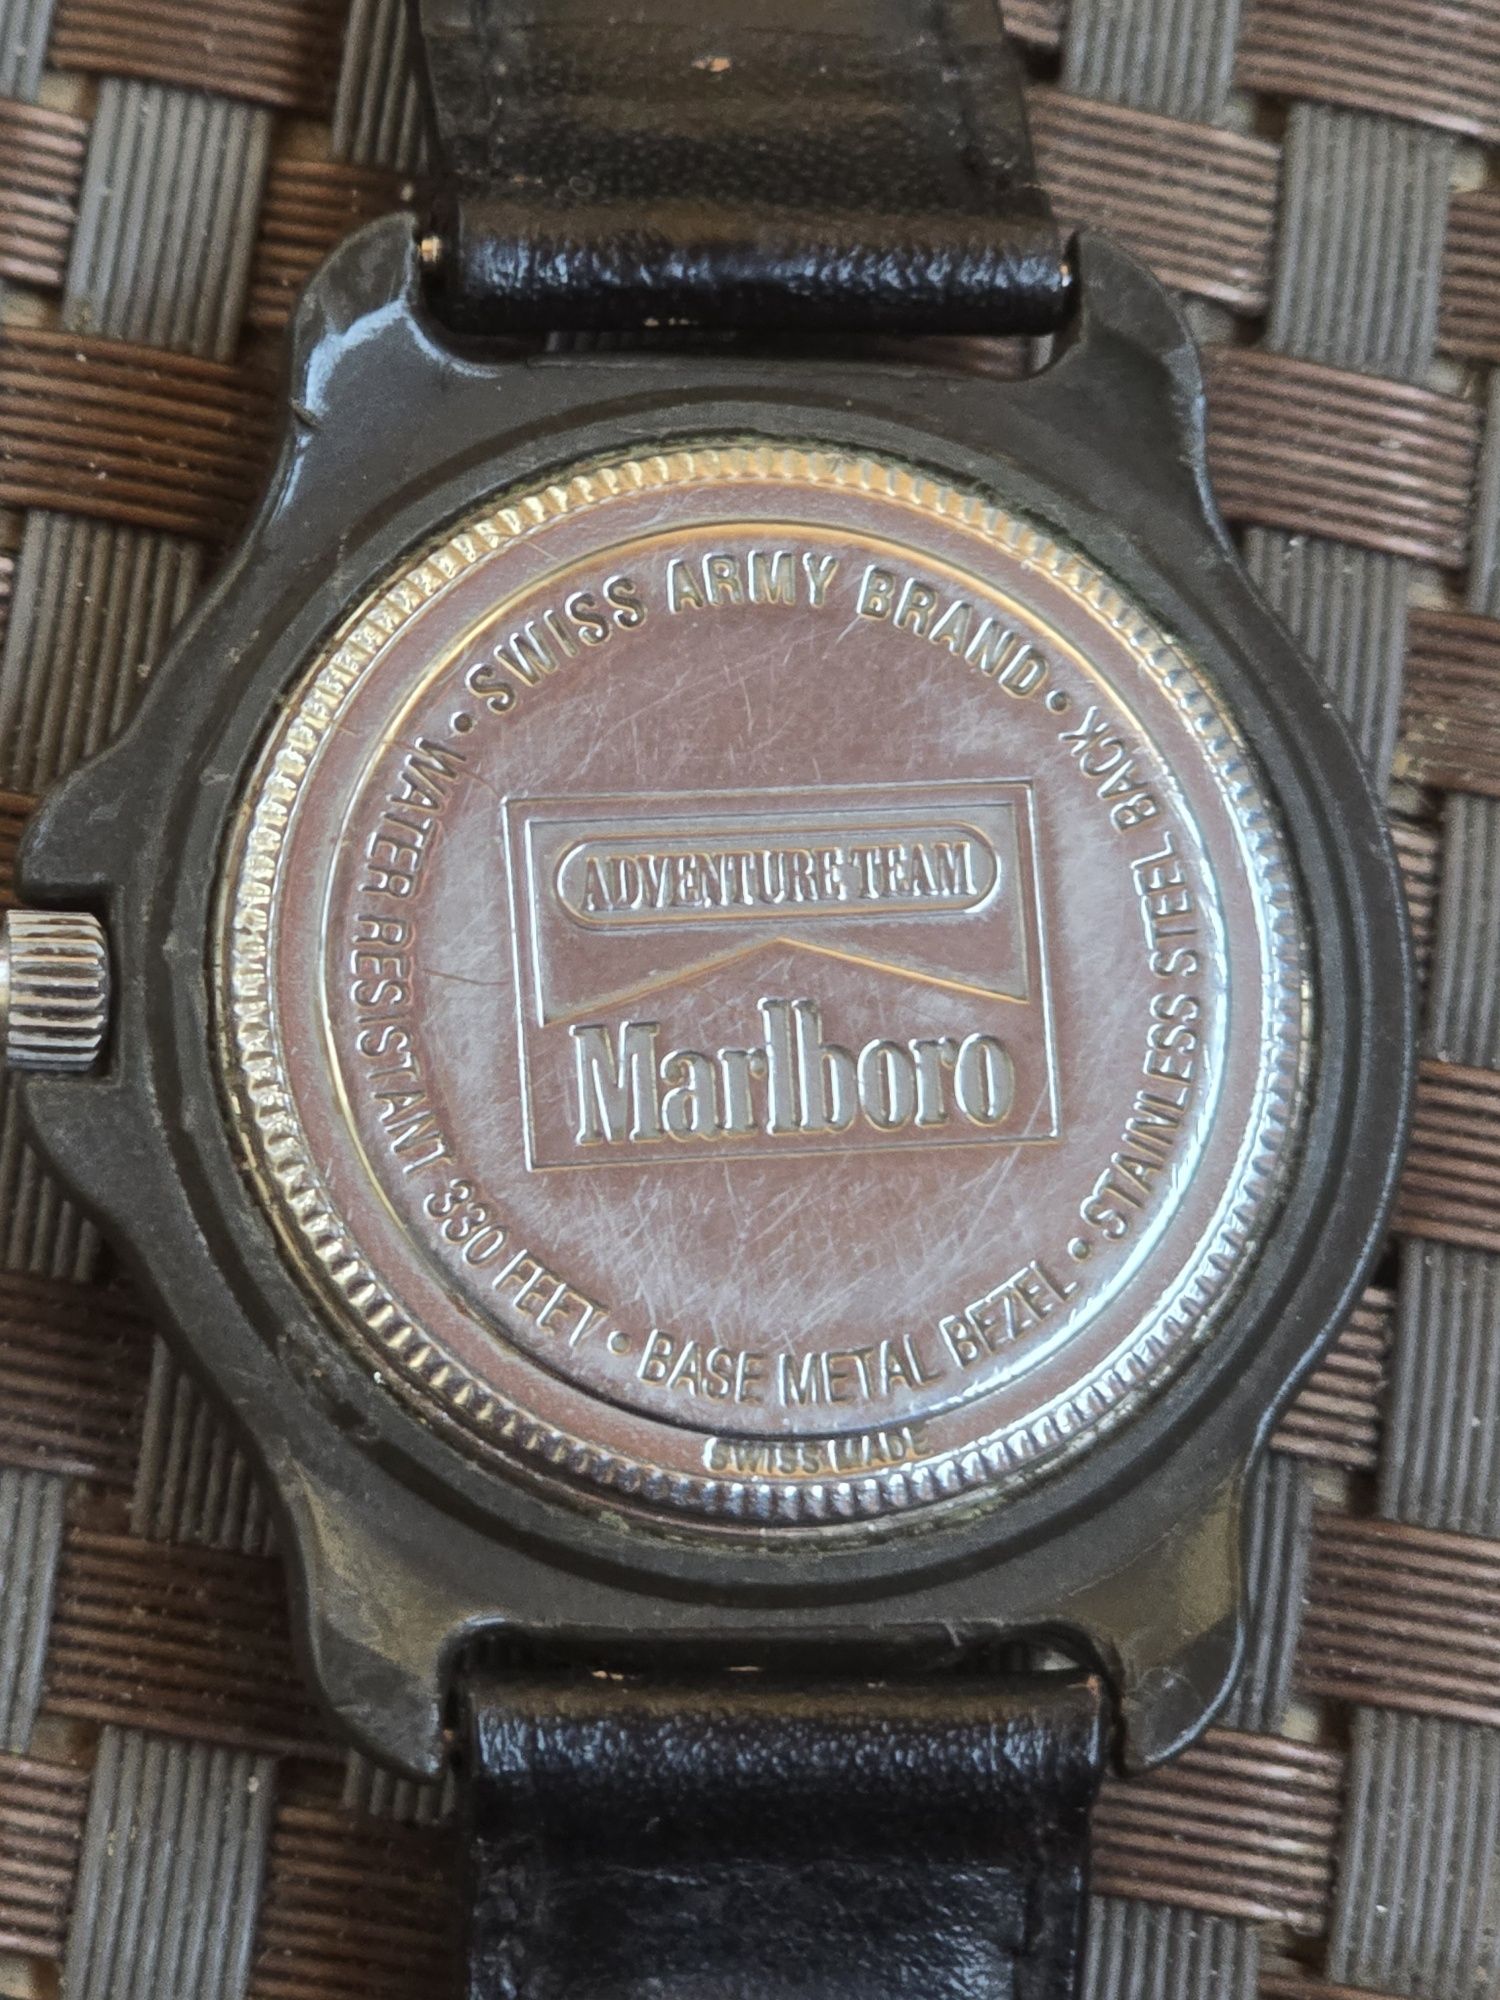 • SWISS ARMY BRAND • STAINLESS STEEL BACK • BASE METAL BEZEL • WATER RESISTANT 330 FEET
ADVENTURE TEAM
Marlboro
SWISS MADE